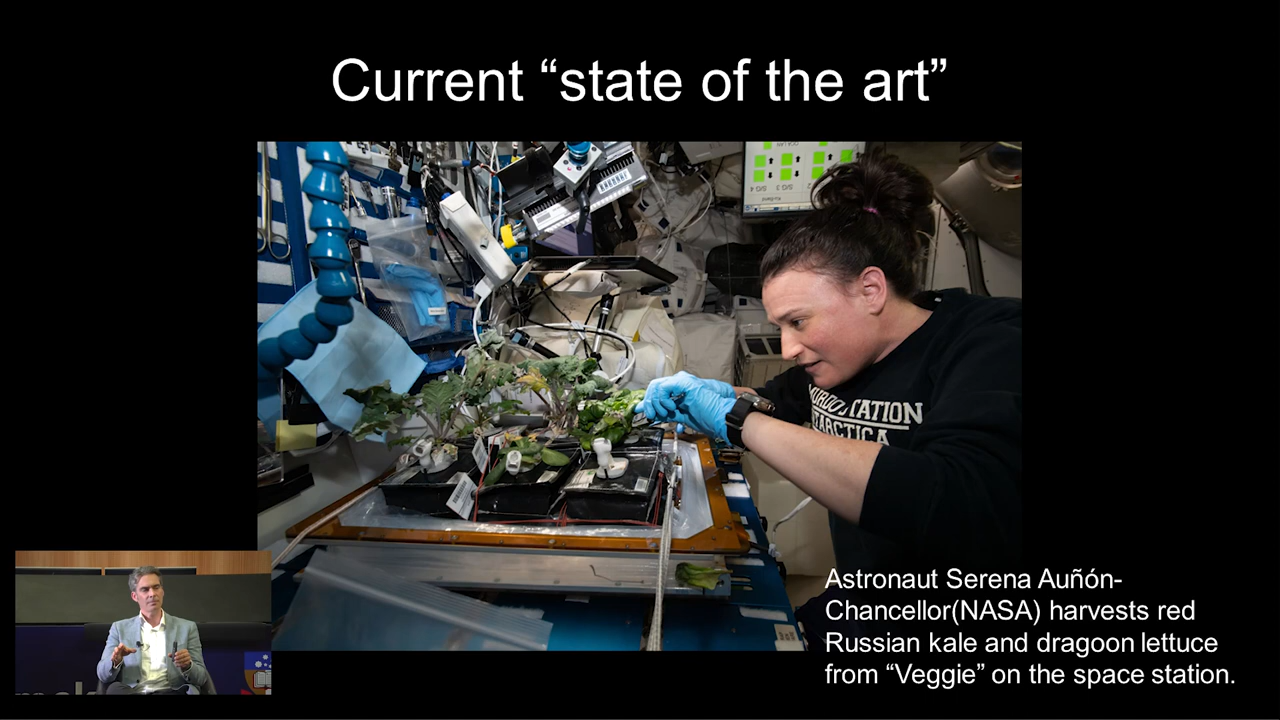 Current “state of the art”
STATION
Astronaut Serena Auñón-
Chancellor(NASA) harvests red
Russian kale and dragoon lettuce
from “Veggie” on the space station.